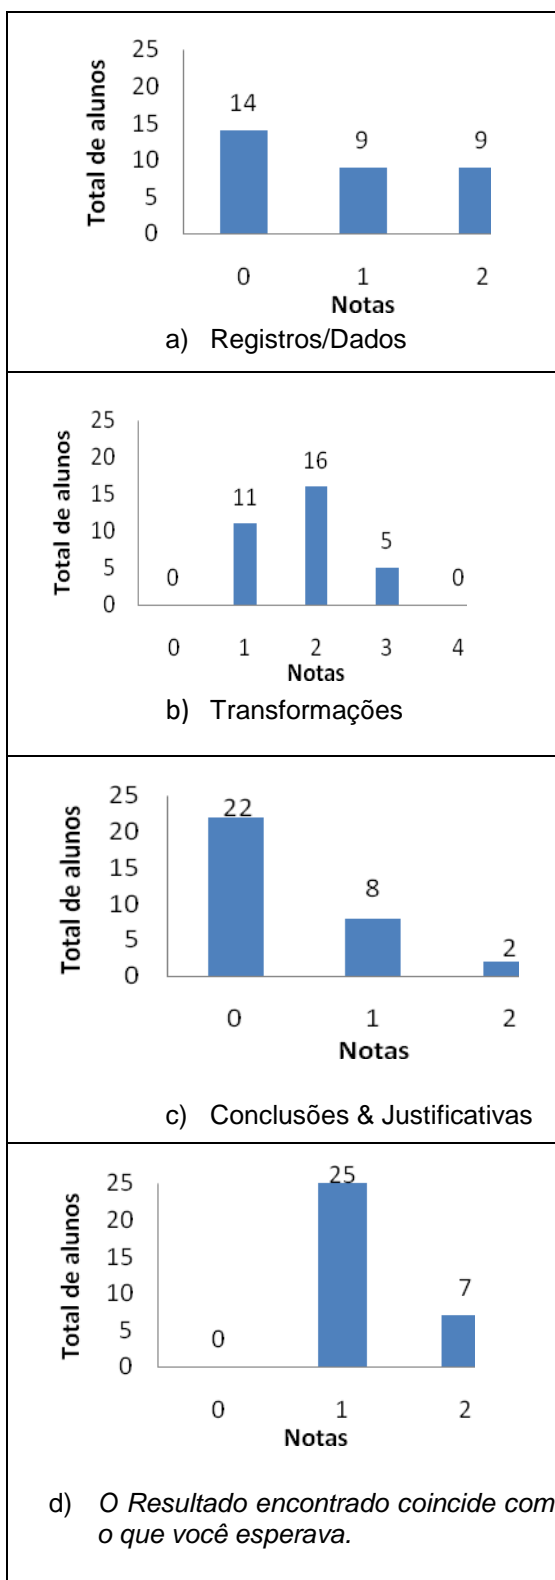 Total de alunos
25
20
15
10
5
0
14
9
9
0 1 2
Notas
a) Registros/Dados
Total de alunos
25
20
15
10
5
0
0
11
16
5
0
0 1 2 3 4
Notas
b) Transformações
Total de alunos
25
20
15
10
5
0
22
8
2
0 1 2
Notas
c) Conclusões & Justificativas
Total de alunos
25
20
15
10
5
0
0
25
7
0 1 2
Notas
d) O Resultado encontrado coincide com
o que você esperava.